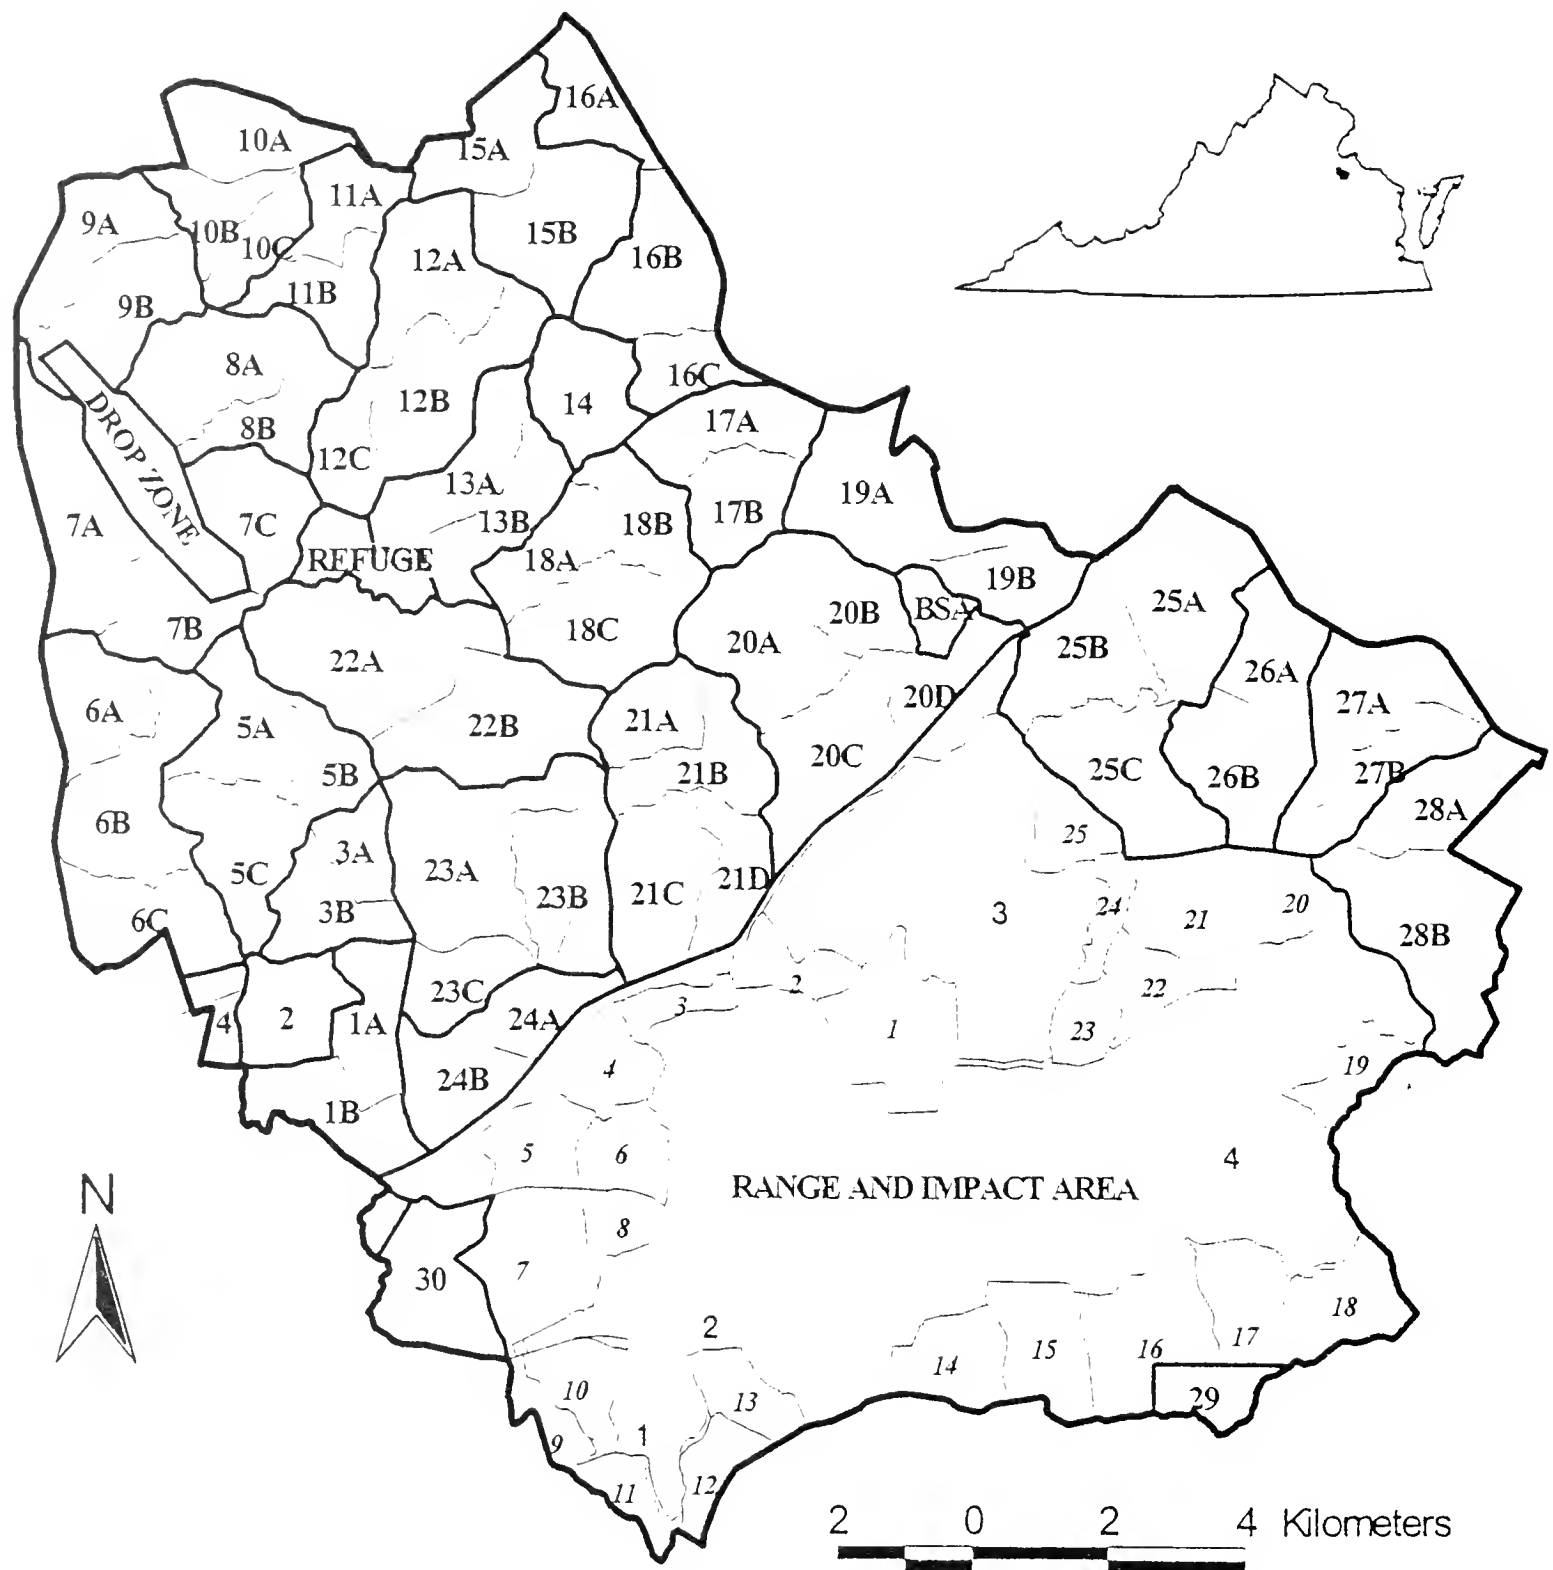 16A
10A
15A
11A
9A
10B
10C
15B
12A
16B
11B
9B
8A
16C
12B
14
17A
8B
DROP ZONE
12C
13A
19A
17B
7A
7C
13B
18B
REFUGE
18A
19B
25A
BSA
20B
7B
18C
20A
25B
22A
26A
20D
27A
6A
5A
21A
22B
20C
5B
21B
25C
26B
27B
28A
6B
25
3A
23A
5C
23B
21C
21D
3
24
21
20
6C
3B
28B
23C
2
22
3
4
2
1A
24A
1
23
4
19
24B
1B
5
6
4
N
RANGE AND IMPACT AREA
8
7
30
18
2
17
15
16
14
10
13
29
1
9
12
11
2 0 2 4 Kilometers